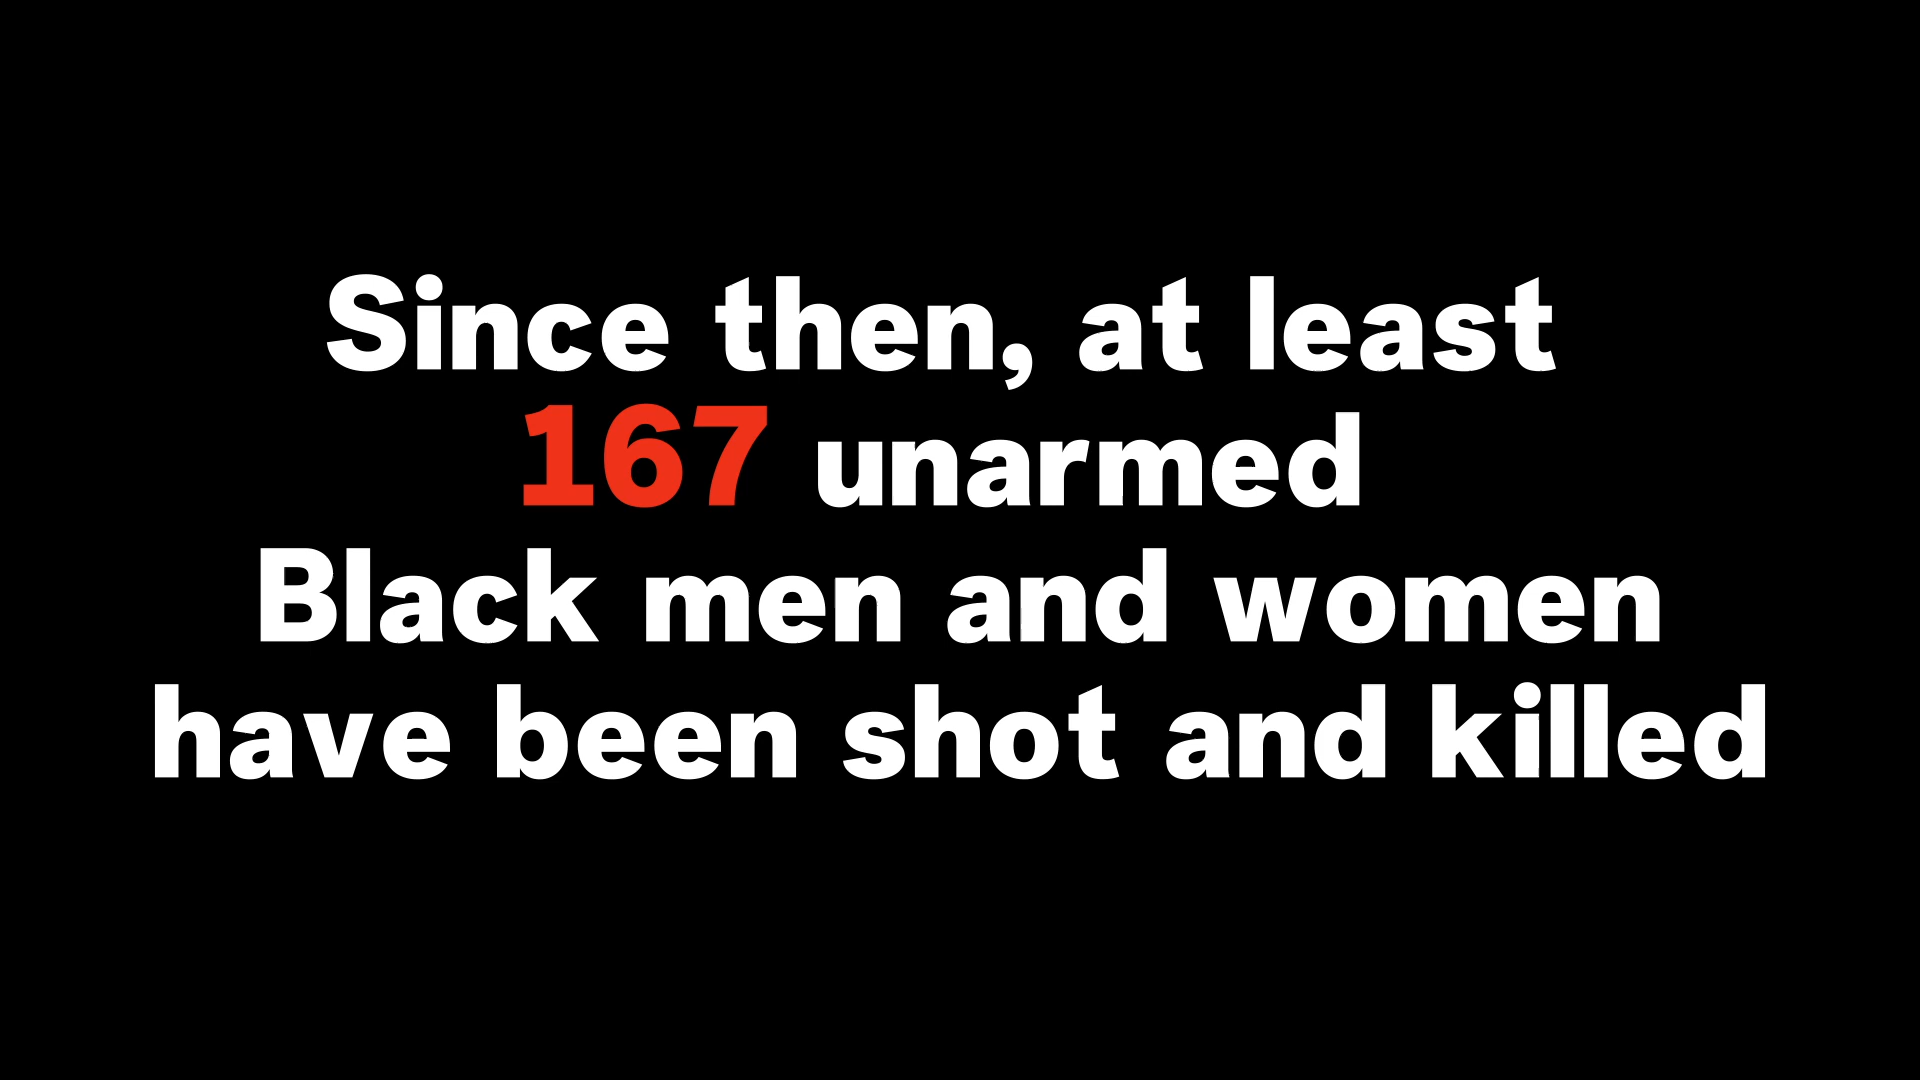 Since then, at least
167 unarmed
Black men and women
have been shot and killed